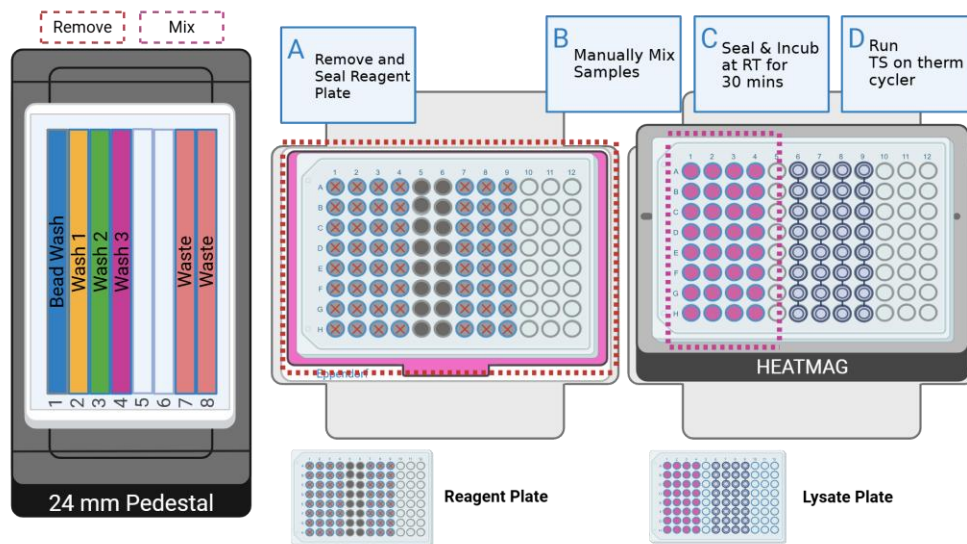 Remove
Mix
A
Remove and
Seal Reagent
Plate
B
Manually Mix
Samples
C
Seal & Incub
at RT for
30 mins
D
Run
TS on therm
cycler
Bead Wash
Wash 1
Wash 2
Wash 3
Waste
Waste
1
2
3
4
5
6
7
8
24 mm Pedestal
1 2 3 4 5 6 7 8 9 10 11 12
A
B
C
D
E
F
G
H
Eppendorf
1 2 3 4 5 6 7 8 9 10 11 12
A
B
C
D
E
F
G
H
HEATMAG
Reagent Plate
Lysate Plate